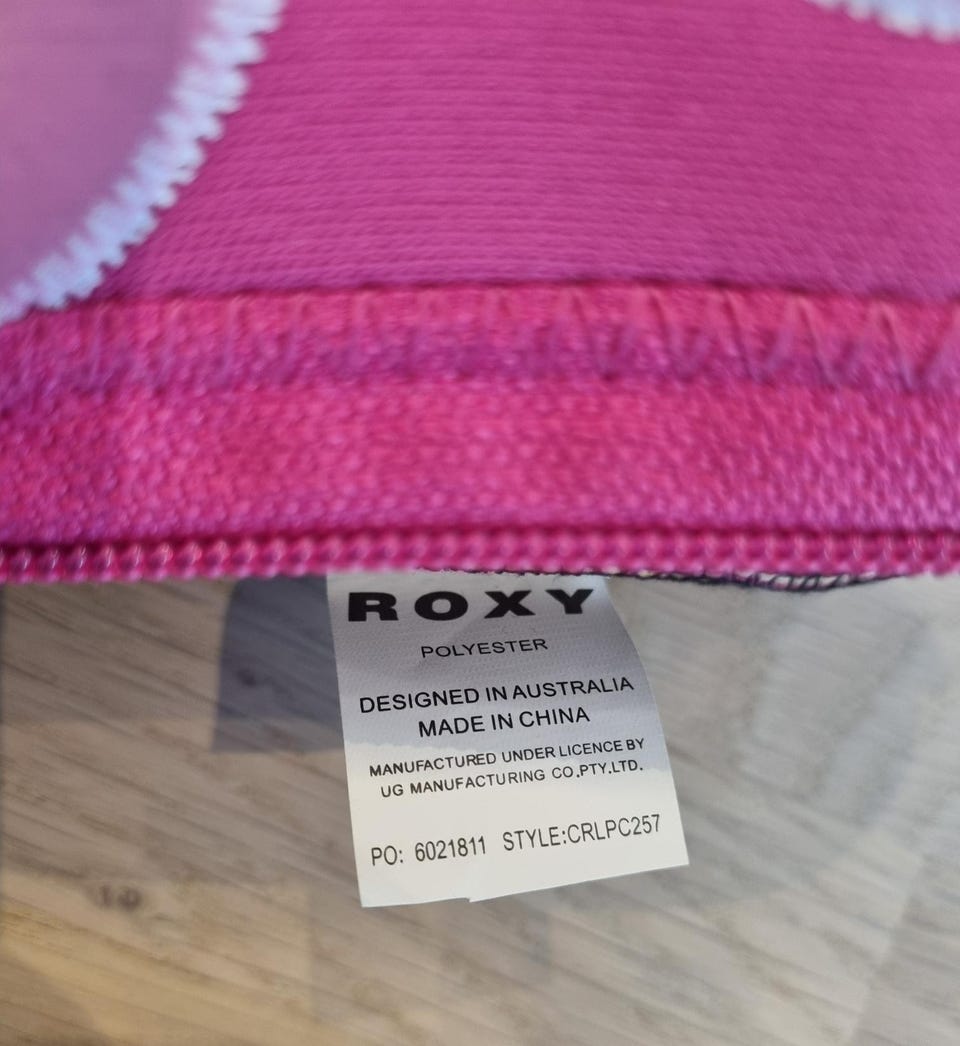 ROXY
POLYESTER
DESIGNED IN AUSTRALIA
MADE IN CHINA
MANUFACTURED UNDER LICENCE BY
UG MANUFACTURING CO.PTY.LTD.
PO: 6021811 STYLE:CRLPC257